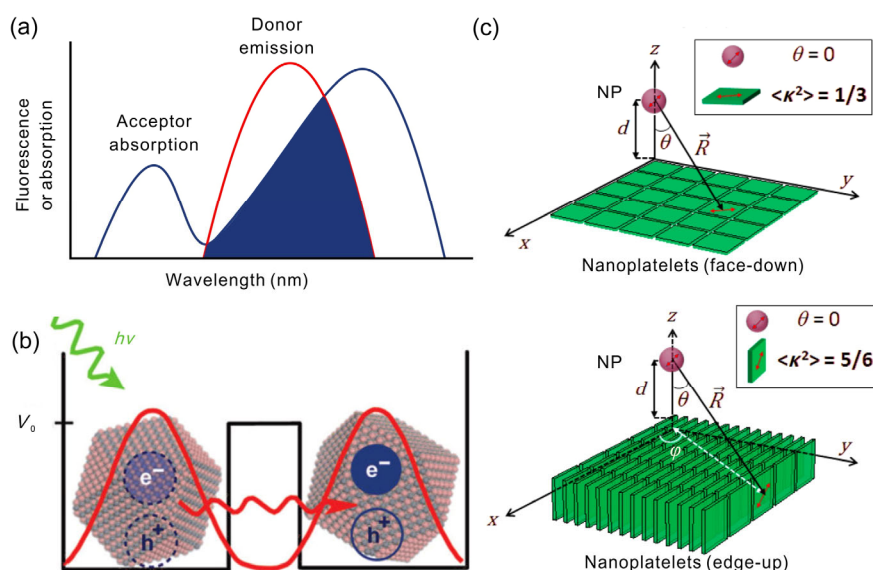 (a)
Donor
emission
Acceptor
absorption
Fluorescence
or absorption
Wavelength (nm)
(b)
hν
V₀
e⁻
h⁺
e⁻
h⁺
(c)
z
θ = 0
<κ²> = 1/3
NP
d
θ
R⃗
y
x
Nanoplatelets (face-down)
z
θ = 0
<κ²> = 5/6
NP
d
θ
R⃗
φ
y
x
Nanoplatelets (edge-up)